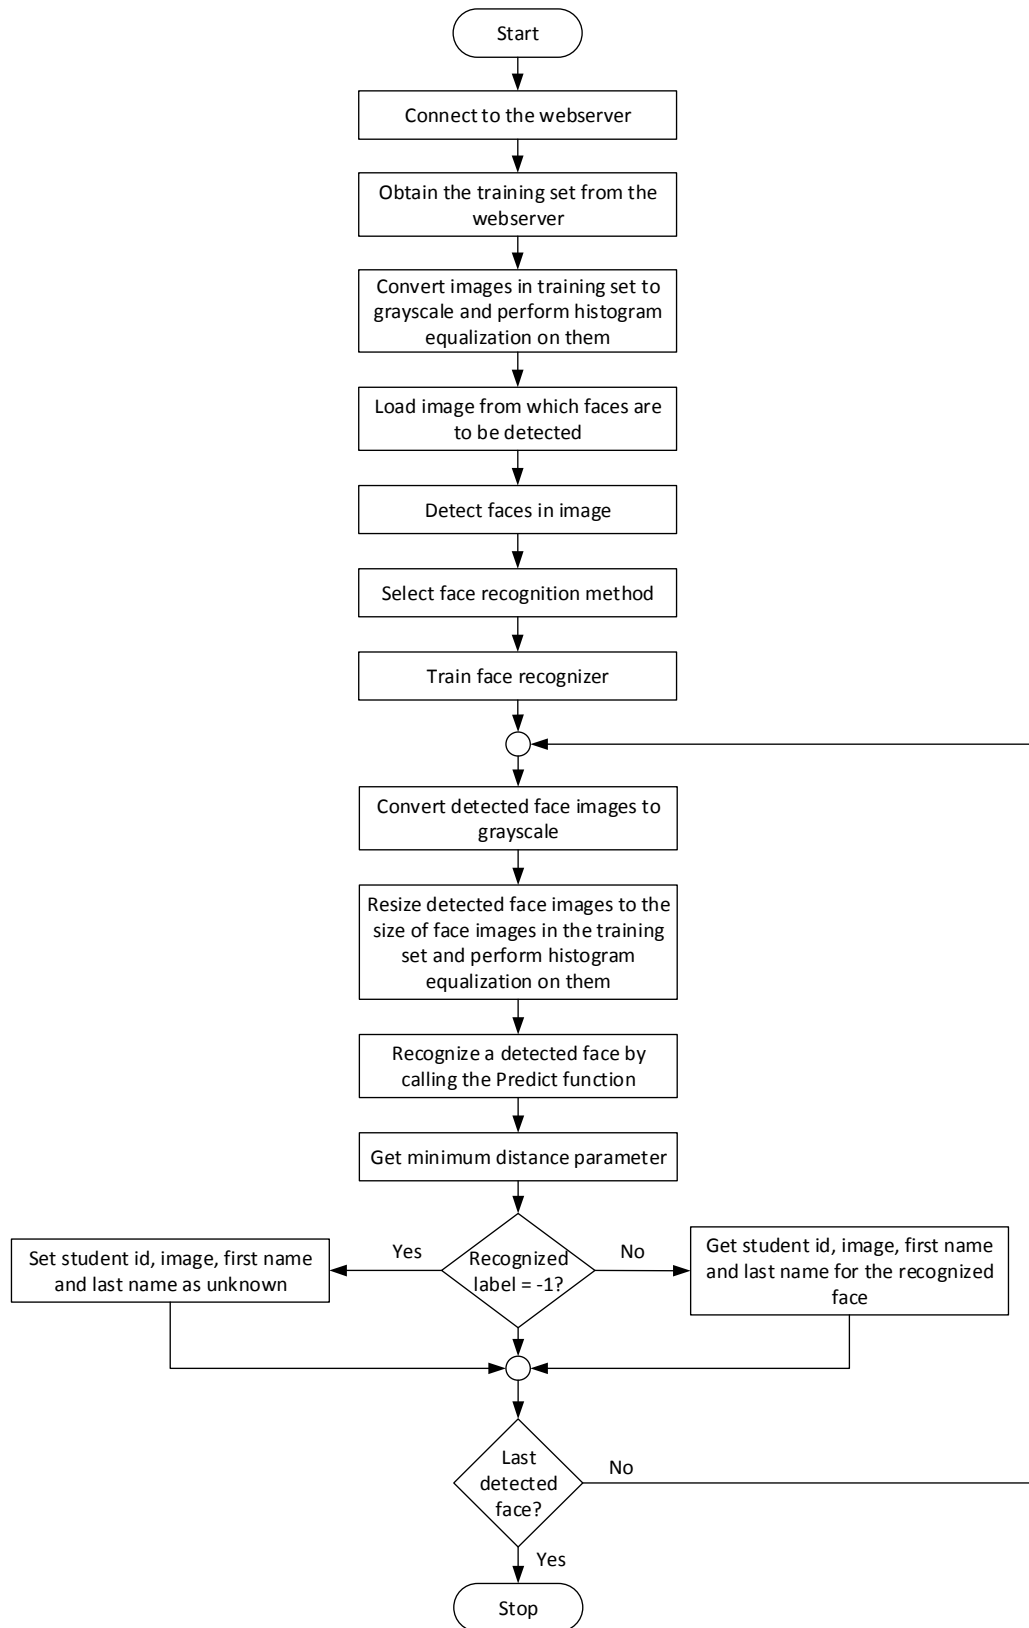 Start
Connect to the webserver
Obtain the training set from the
webserver
Convert images in training set to
grayscale and perform histogram
equalization on them
Load image from which faces are
to be detected
Detect faces in image
Select face recognition method
Train face recognizer
Convert detected face images to
grayscale
Resize detected face images to the
size of face images in the training
set and perform histogram
equalization on them
Recognize a detected face by
calling the Predict function
Get minimum distance parameter
Set student id, image, first name
and last name as unknown
Yes
Recognized
label = -1?
No
Get student id, image, first name
and last name for the recognized
face
Last
detected
face?
No
Yes
Stop